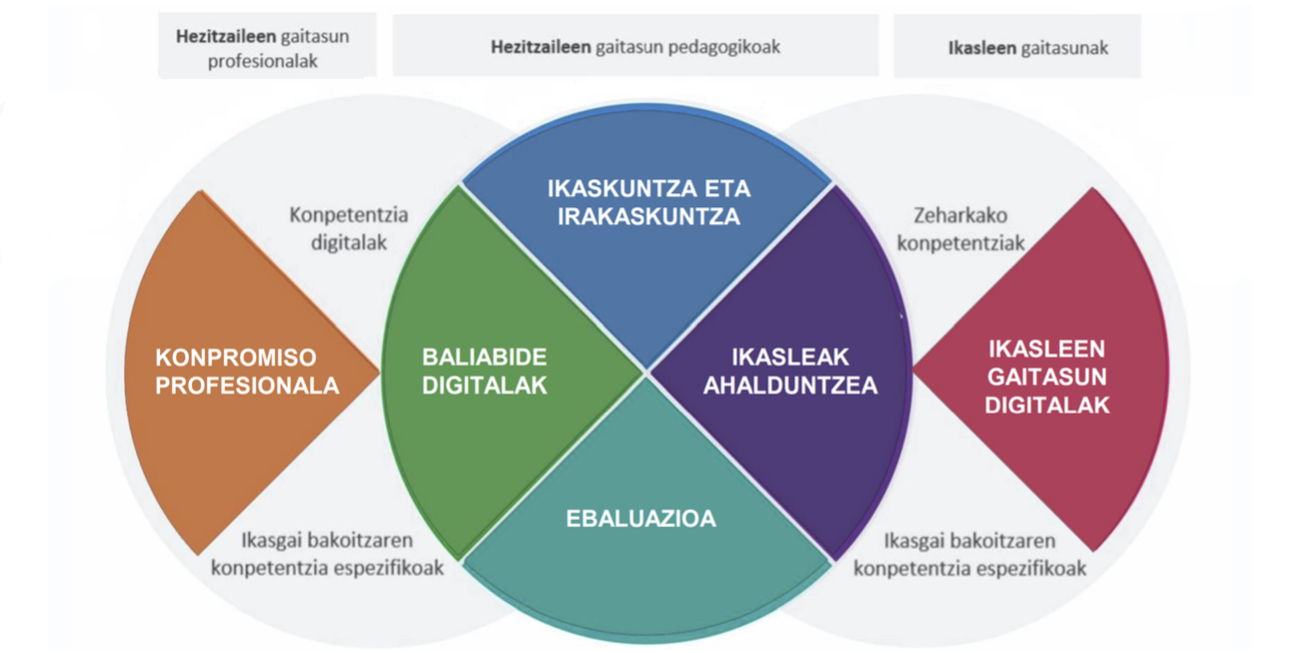 Hezitzaileen gaitasun
profesionalak
Hezitzaileen gaitasun pedagogikoak
Ikasleen gaitasunak
Konpetentzia
digitalak
IKASKUNTZA ETA
IRAKASKUNTZA
Zeharkako
konpetentziak
KONPROMISO
PROFESIONALA
BALIABIDE
DIGITALAK
IKASLEAK
AHALDUNTZEA
IKASLEEN
GAITASUN
DIGITALAK
EBALUAZIOA
Ikasgai bakoitzaren
konpetentzia espezifikoak
Ikasgai bakoitzaren
konpetentzia espezifikoak